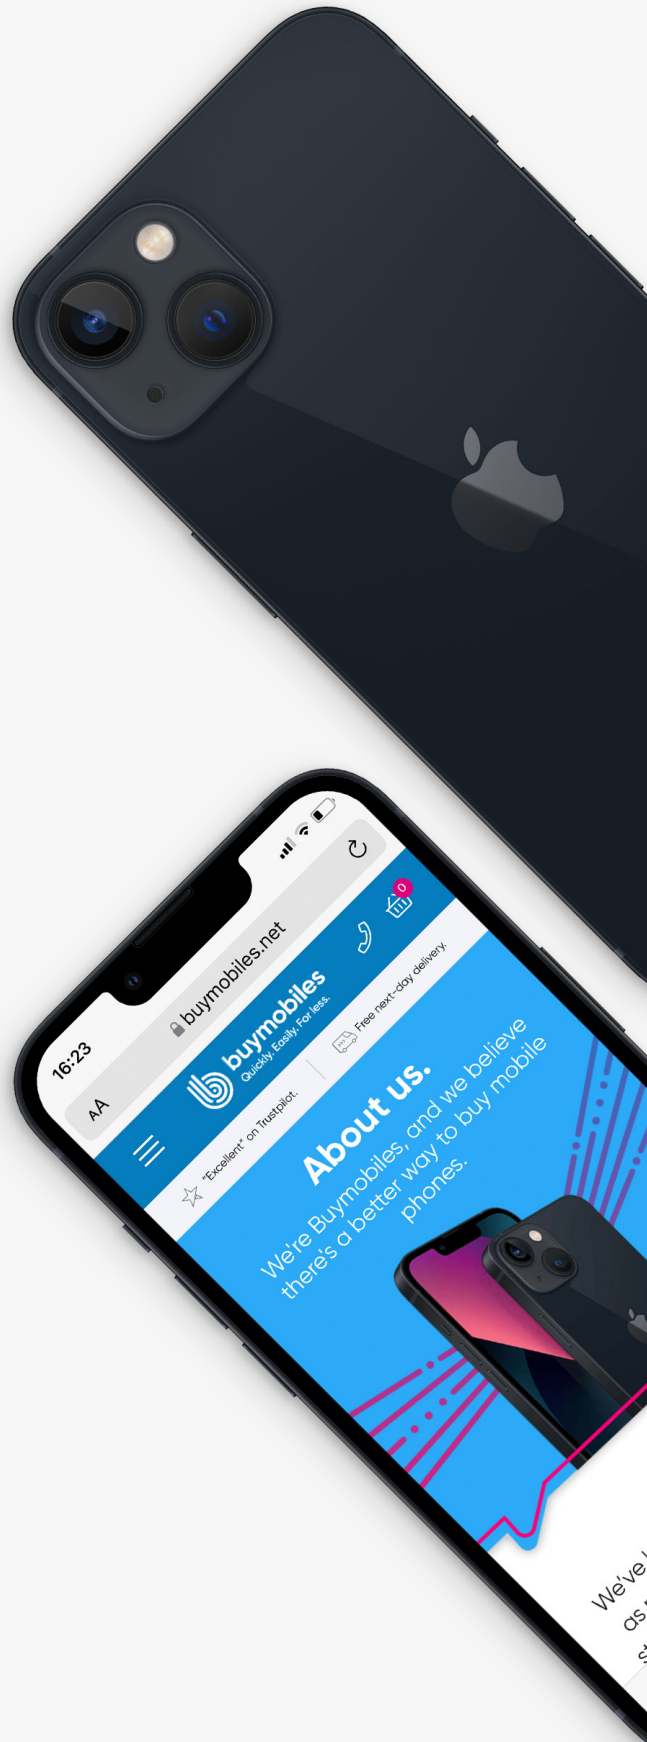 16:23
AA
buymobiles.net
buymobiles
Quickly. Easily. For less.
0
"Excellent" on Trustpilot.
Free next-day delivery.
About us.
We're Buymobiles, and we believe
there's a better way to buy mobile
phones.
We've
as